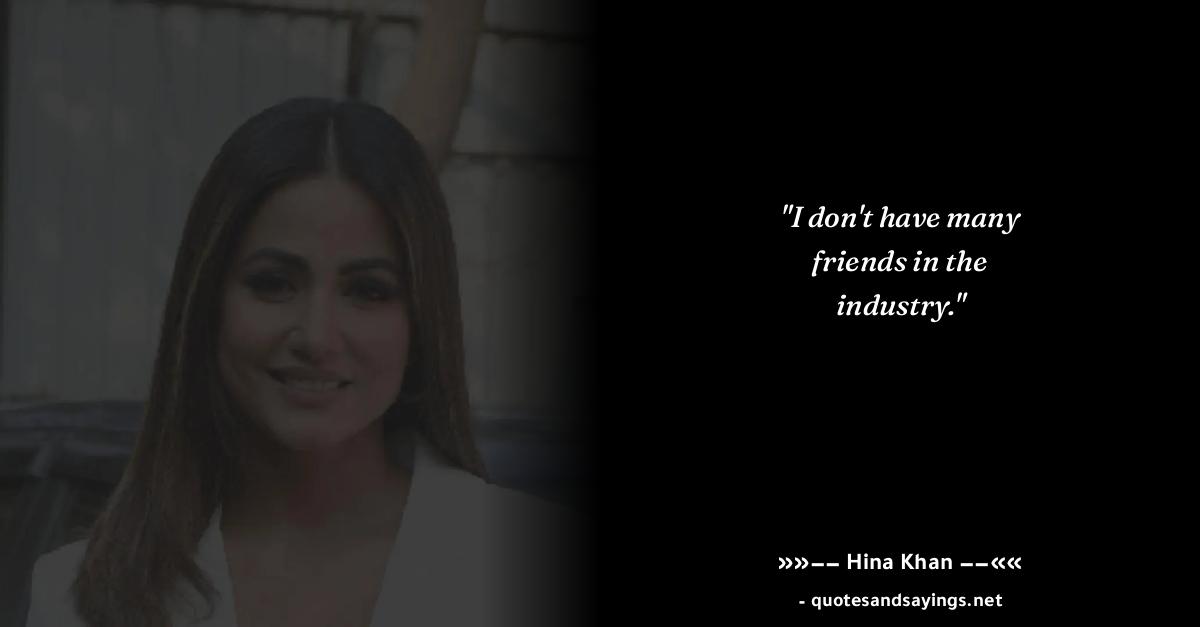 "I don't have many
friends in the
industry."
»»−− Hina Khan −−««
- quotesandsayings.net